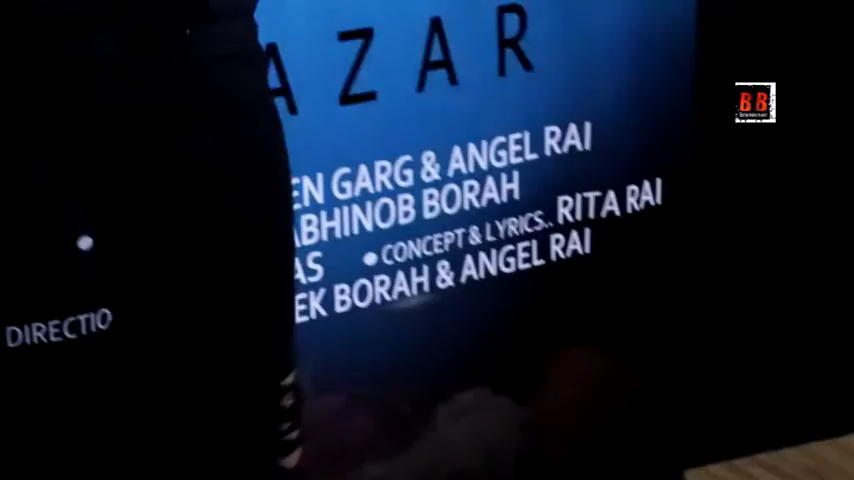 AZAR
BB
EN GARG & ANGEL RAI
ABHINOB BORAH
AS • CONCEPT & LYRICS.. RITA RAI
EK BORAH & ANGEL RAI
DIRECTIO